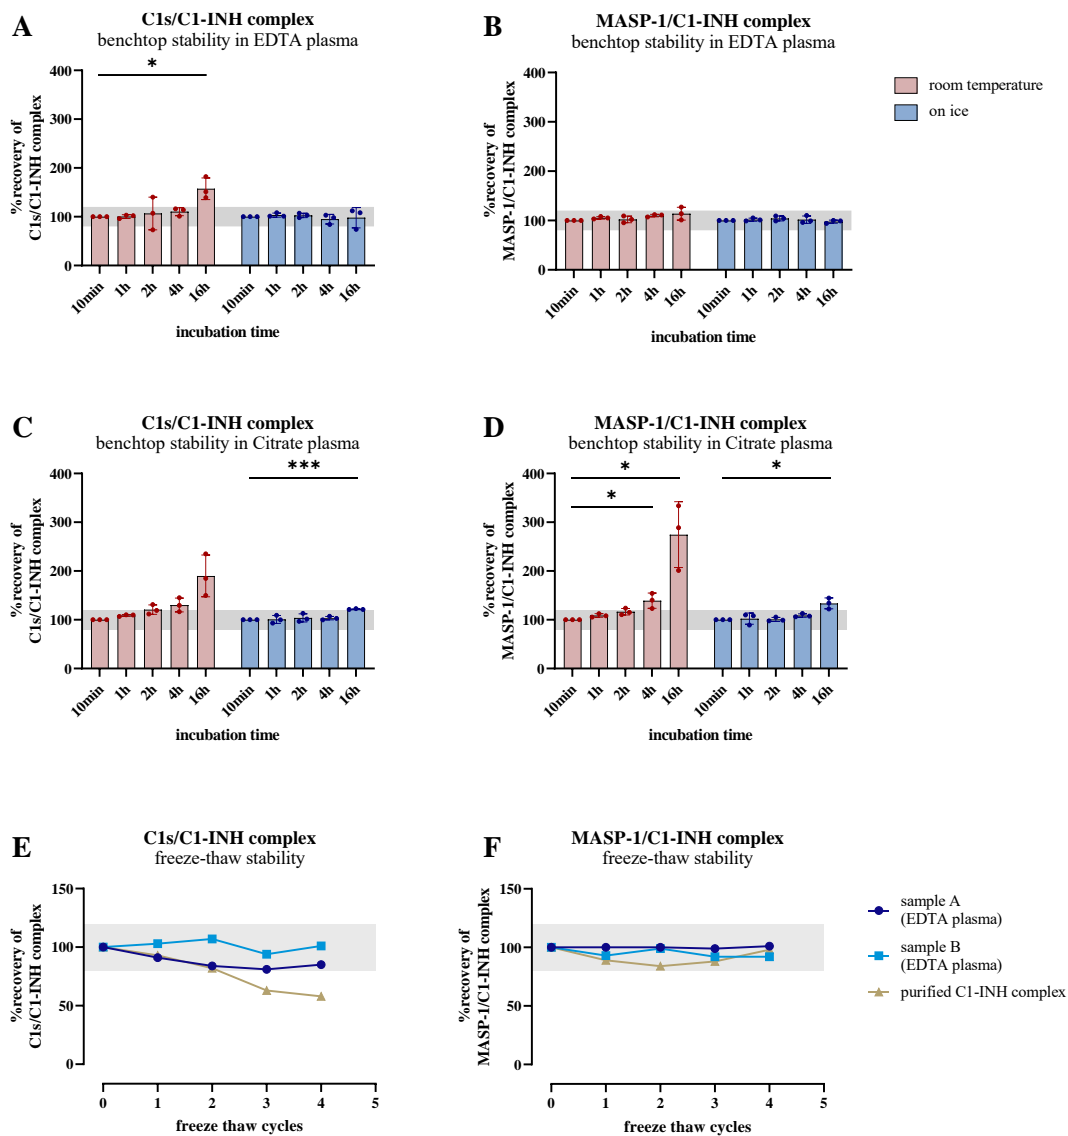 A
C1s/C1-INH complex
benchtop stability in EDTA plasma
%recovery of
C1s/C1-INH complex
400
300
200
100
0
*
10min
1h
2h
4h
16h
10min
1h
2h
4h
16h
incubation time
B
MASP-1/C1-INH complex
benchtop stability in EDTA plasma
%recovery of
MASP-1/C1-INH complex
400
300
200
100
0
10min
1h
2h
4h
16h
10min
1h
2h
4h
16h
incubation time
room temperature
on ice
C
C1s/C1-INH complex
benchtop stability in Citrate plasma
%recovery of
C1s/C1-INH complex
400
300
200
100
0
***
10min
1h
2h
4h
16h
10min
1h
2h
4h
16h
incubation time
D
MASP-1/C1-INH complex
benchtop stability in Citrate plasma
%recovery of
MASP-1/C1-INH complex
400
300
200
100
0
*
*
*
10min
1h
2h
4h
16h
10min
1h
2h
4h
16h
incubation time
E
C1s/C1-INH complex
freeze-thaw stability
%recovery of
C1s/C1-INH complex
150
100
50
0
0
1
2
3
4
5
freeze thaw cycles
F
MASP-1/C1-INH complex
freeze-thaw stability
%recovery of
MASP-1/C1-INH complex
150
100
50
0
0
1
2
3
4
5
freeze thaw cycles
sample A
(EDTA plasma)
sample B
(EDTA plasma)
purified C1-INH complex